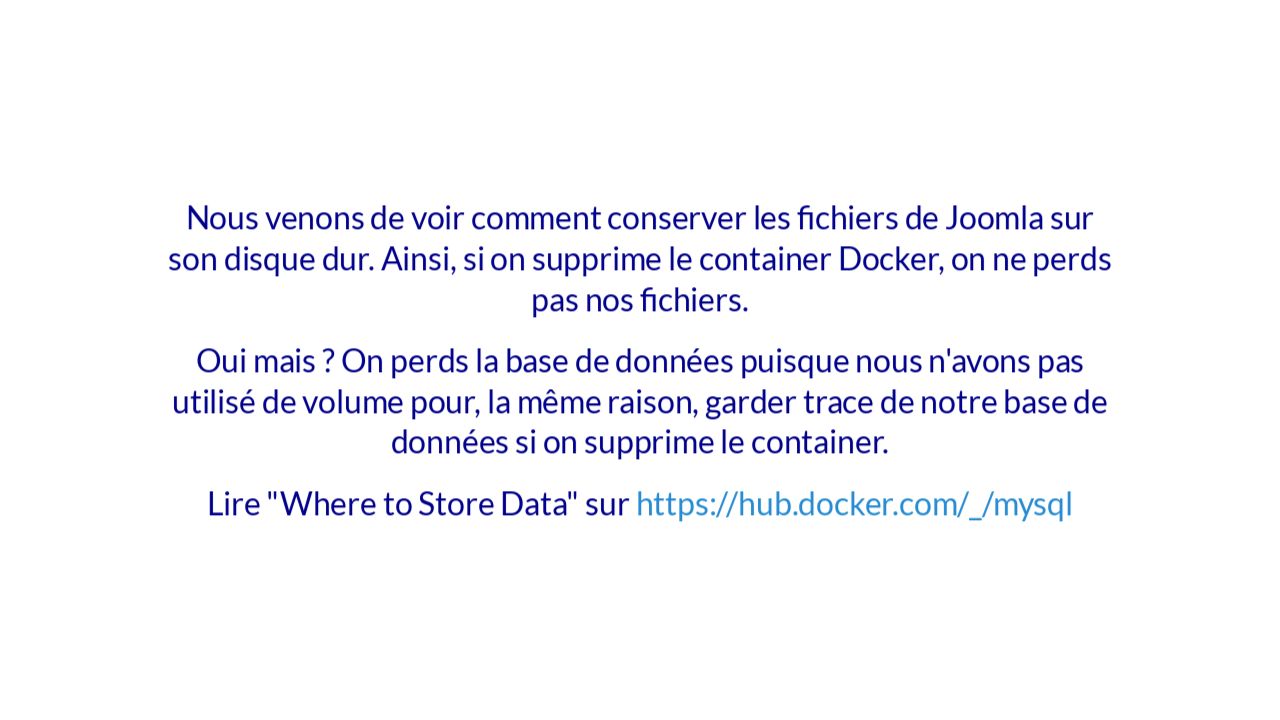 Nous venons de voir comment conserver les fichiers de Joomla sur
son disque dur. Ainsi, si on supprime le container Docker, on ne perds
pas nos fichiers.
Oui mais ? On perds la base de données puisque nous n'avons pas
utilisé de volume pour, la même raison, garder trace de notre base de
données si on supprime le container.
Lire "Where to Store Data" sur https://hub.docker.com/_/mysql